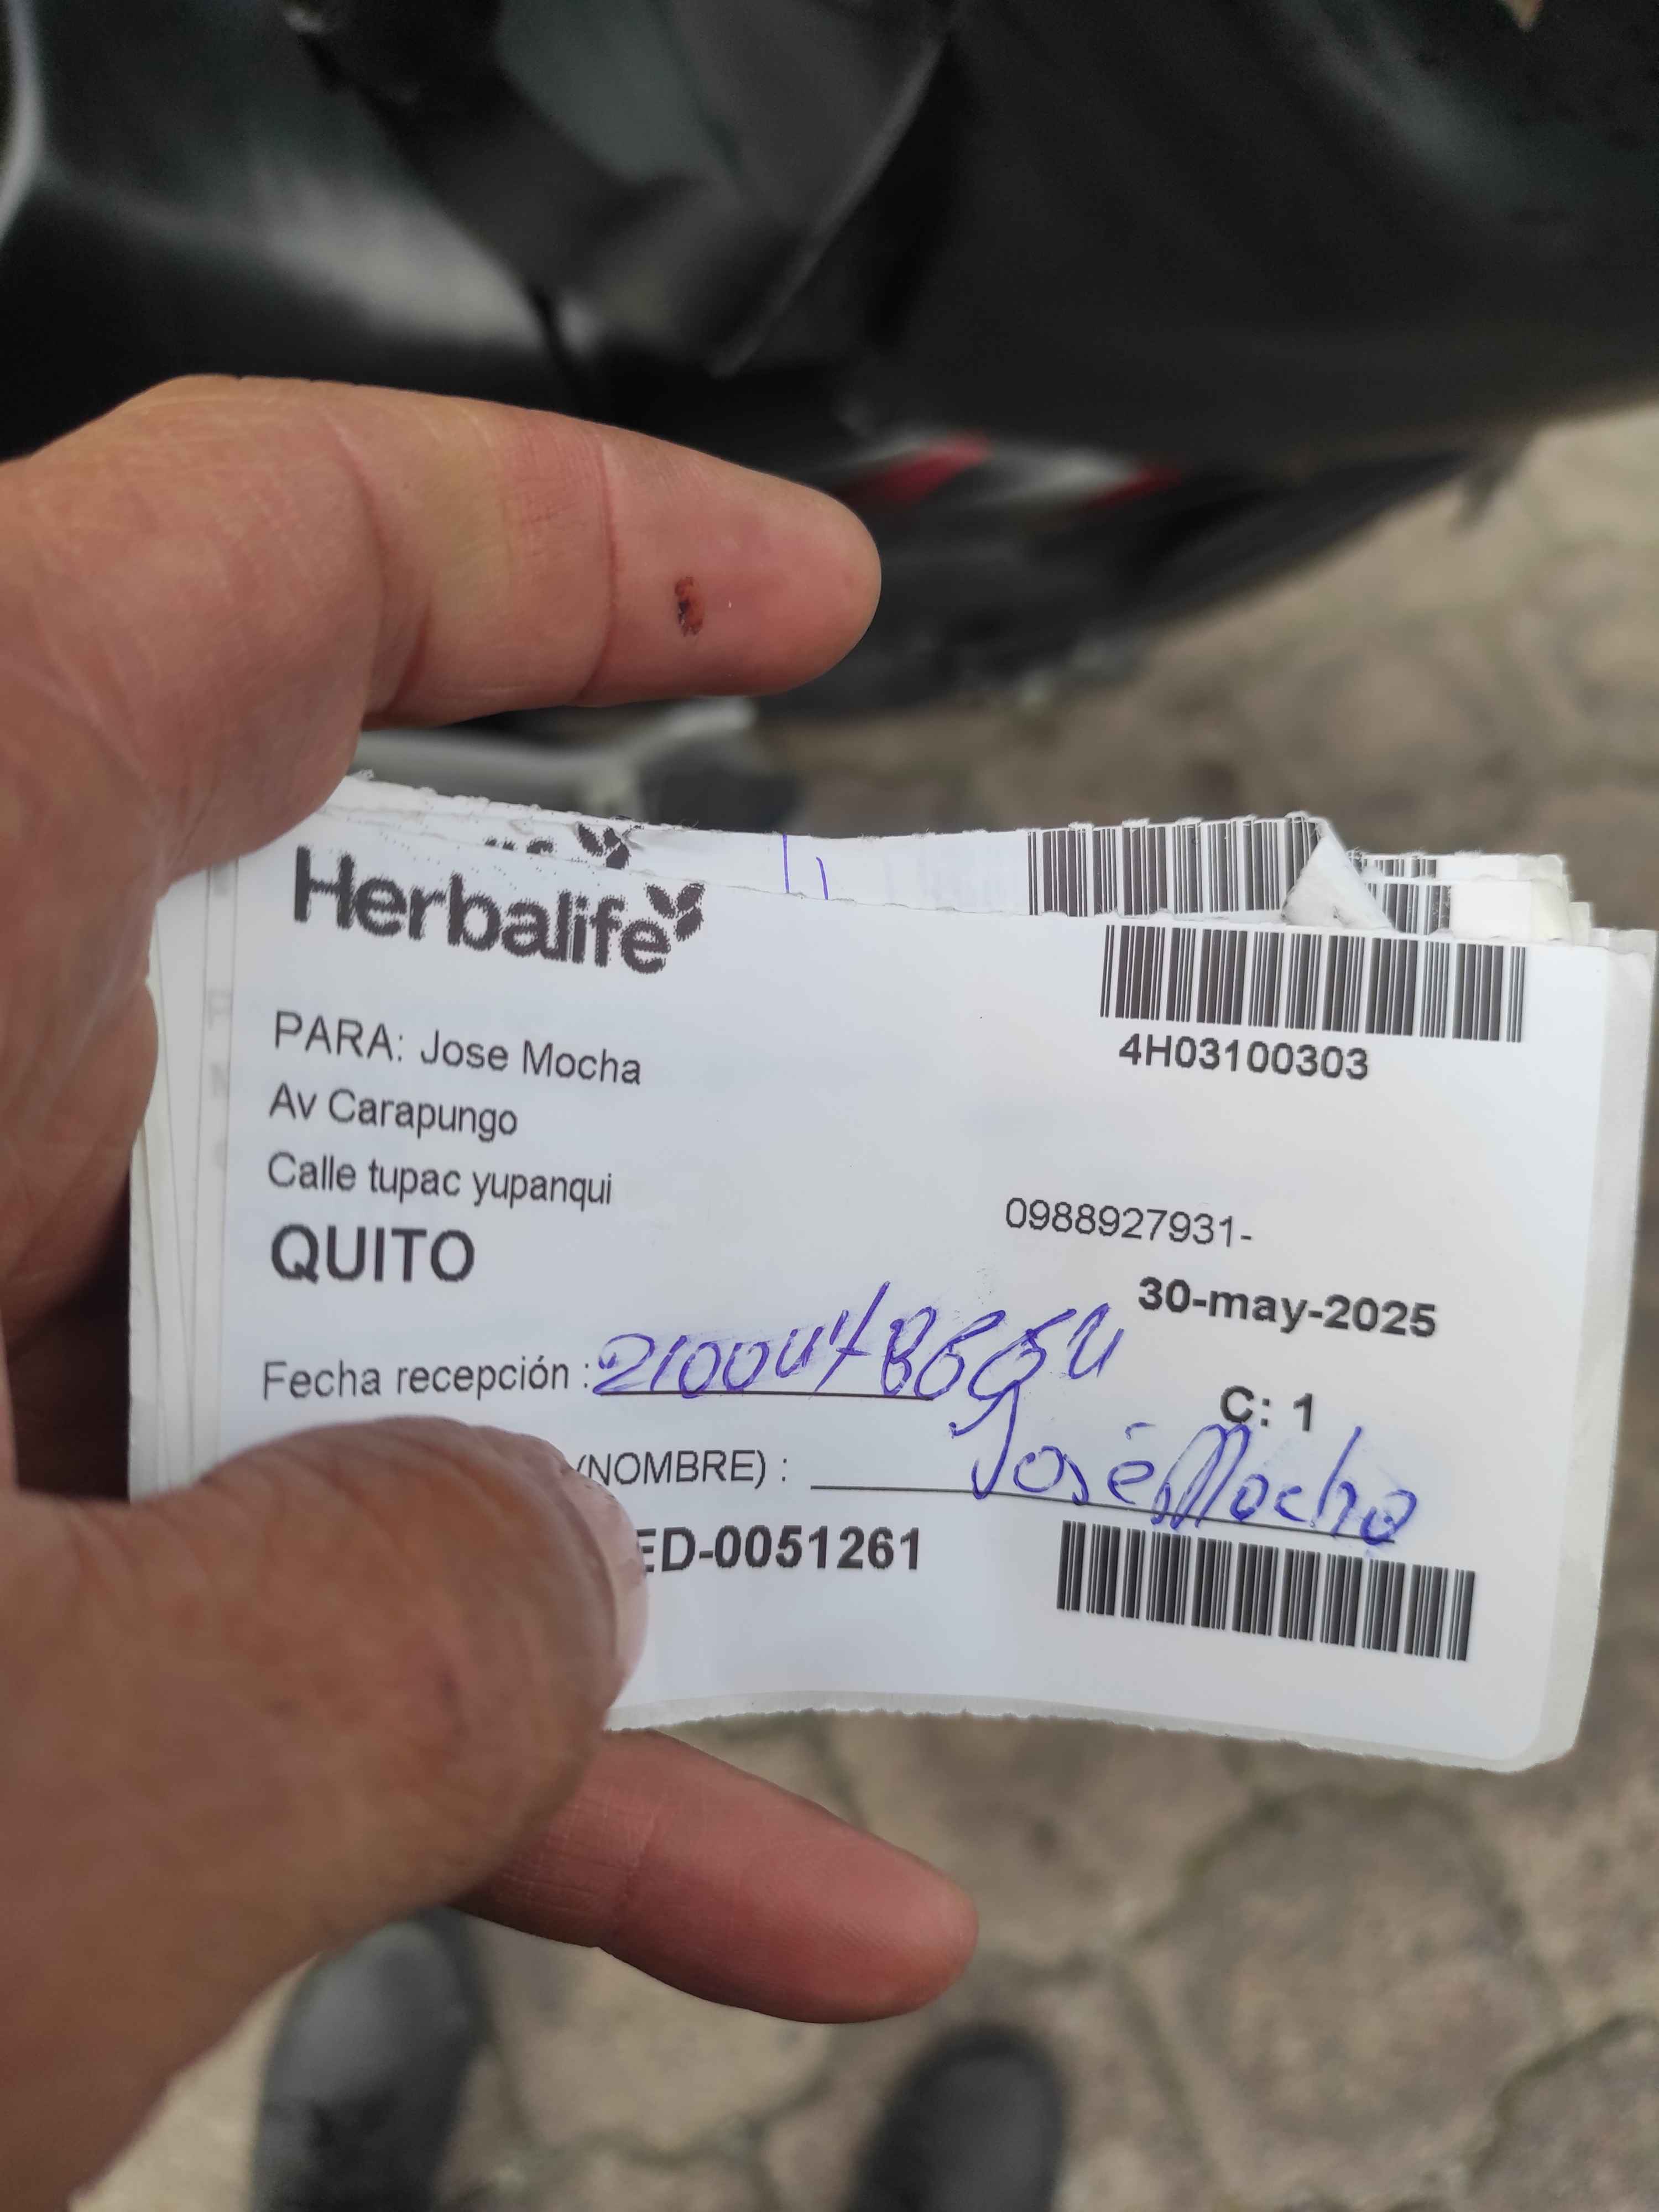 Herbalife
4H03100303
PARA: Jose Mocha
Av Carapungo
Calle tupac yupanqui
QUITO
0988927931-
30-may-2025
Fecha recepción :
C: 1
(NOMBRE) : José Mocha
ED-0051261